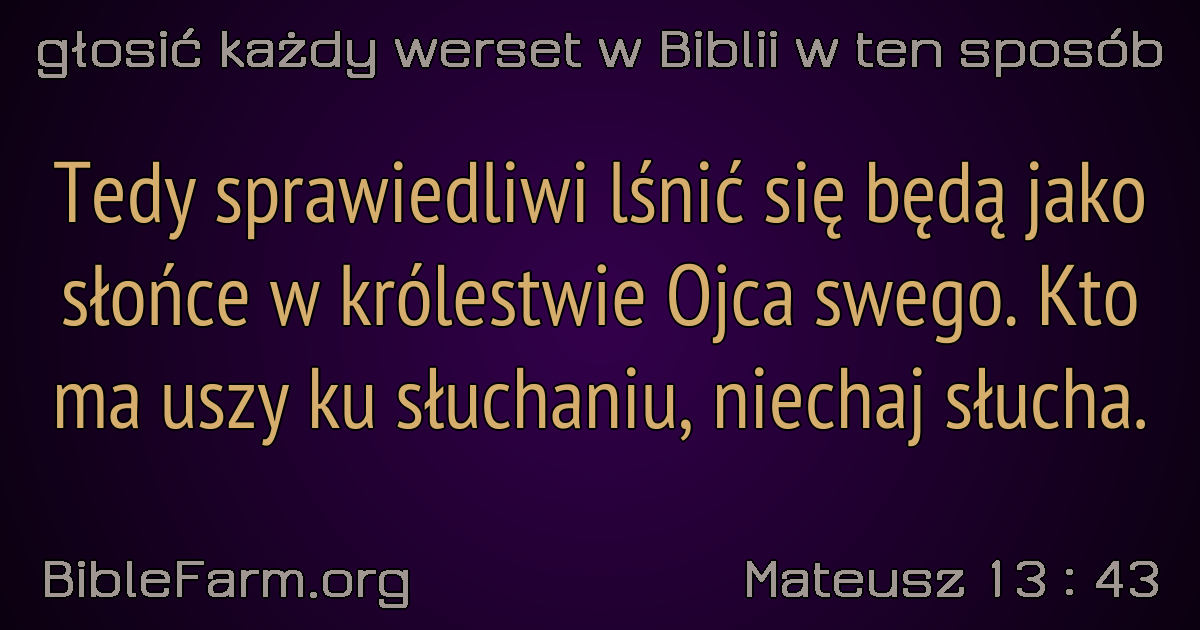 głosić każdy werset w Biblii w ten sposób
Tedy sprawiedliwi lśnić się będą jako
słońce w królestwie Ojca swego. Kto
ma uszy ku słuchaniu, niechaj słucha.
BibleFarm.org
Mateusz 13 : 43